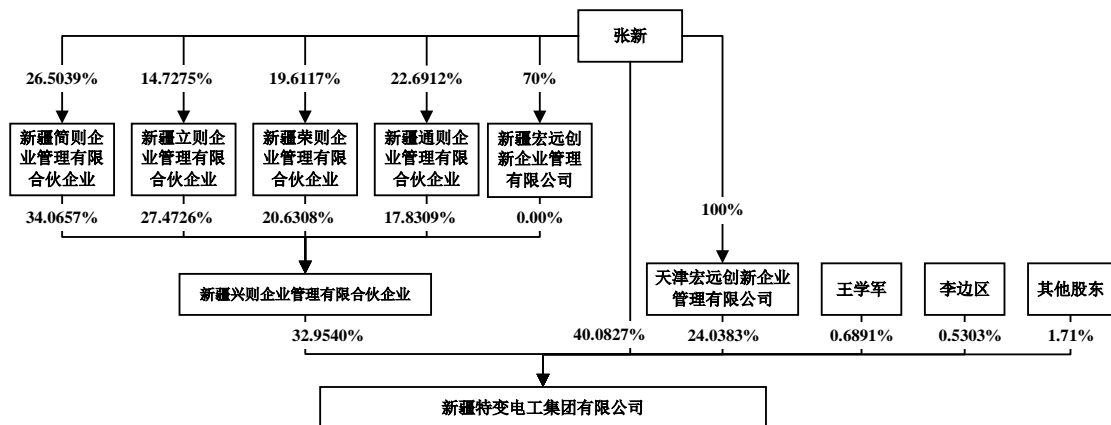 张新
26.5039% 14.7275% 19.6117% 22.6912% 70%
新疆简则企
业管理有限
合伙企业
新疆立则企
业管理有限
合伙企业
新疆荣则企
业管理有限
合伙企业
新疆通则企
业管理有限
合伙企业
新疆宏远创
新企业管理
有限公司
34.0657% 27.4726% 20.6308% 17.8309% 0.00%
100%
新疆兴则企业管理有限合伙企业
天津宏远创新企业
管理有限公司
王学军
李边区
其他股东
32.9540% 40.0827% 24.0383% 0.6891% 0.5303% 1.71%
新疆特变电工集团有限公司